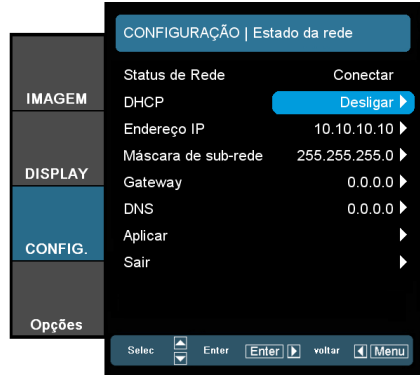 CONFIGURAÇÃO | Estado da rede
IMAGEM
DISPLAY
CONFIG.
Opções
Status de Rede Conectar
DHCP Desligar
Endereço IP 10.10.10.10
Máscara de sub-rede 255.255.255.0
Gateway 0.0.0.0
DNS 0.0.0.0
Aplicar
Sair
Selec Enter Enter voltar Menu